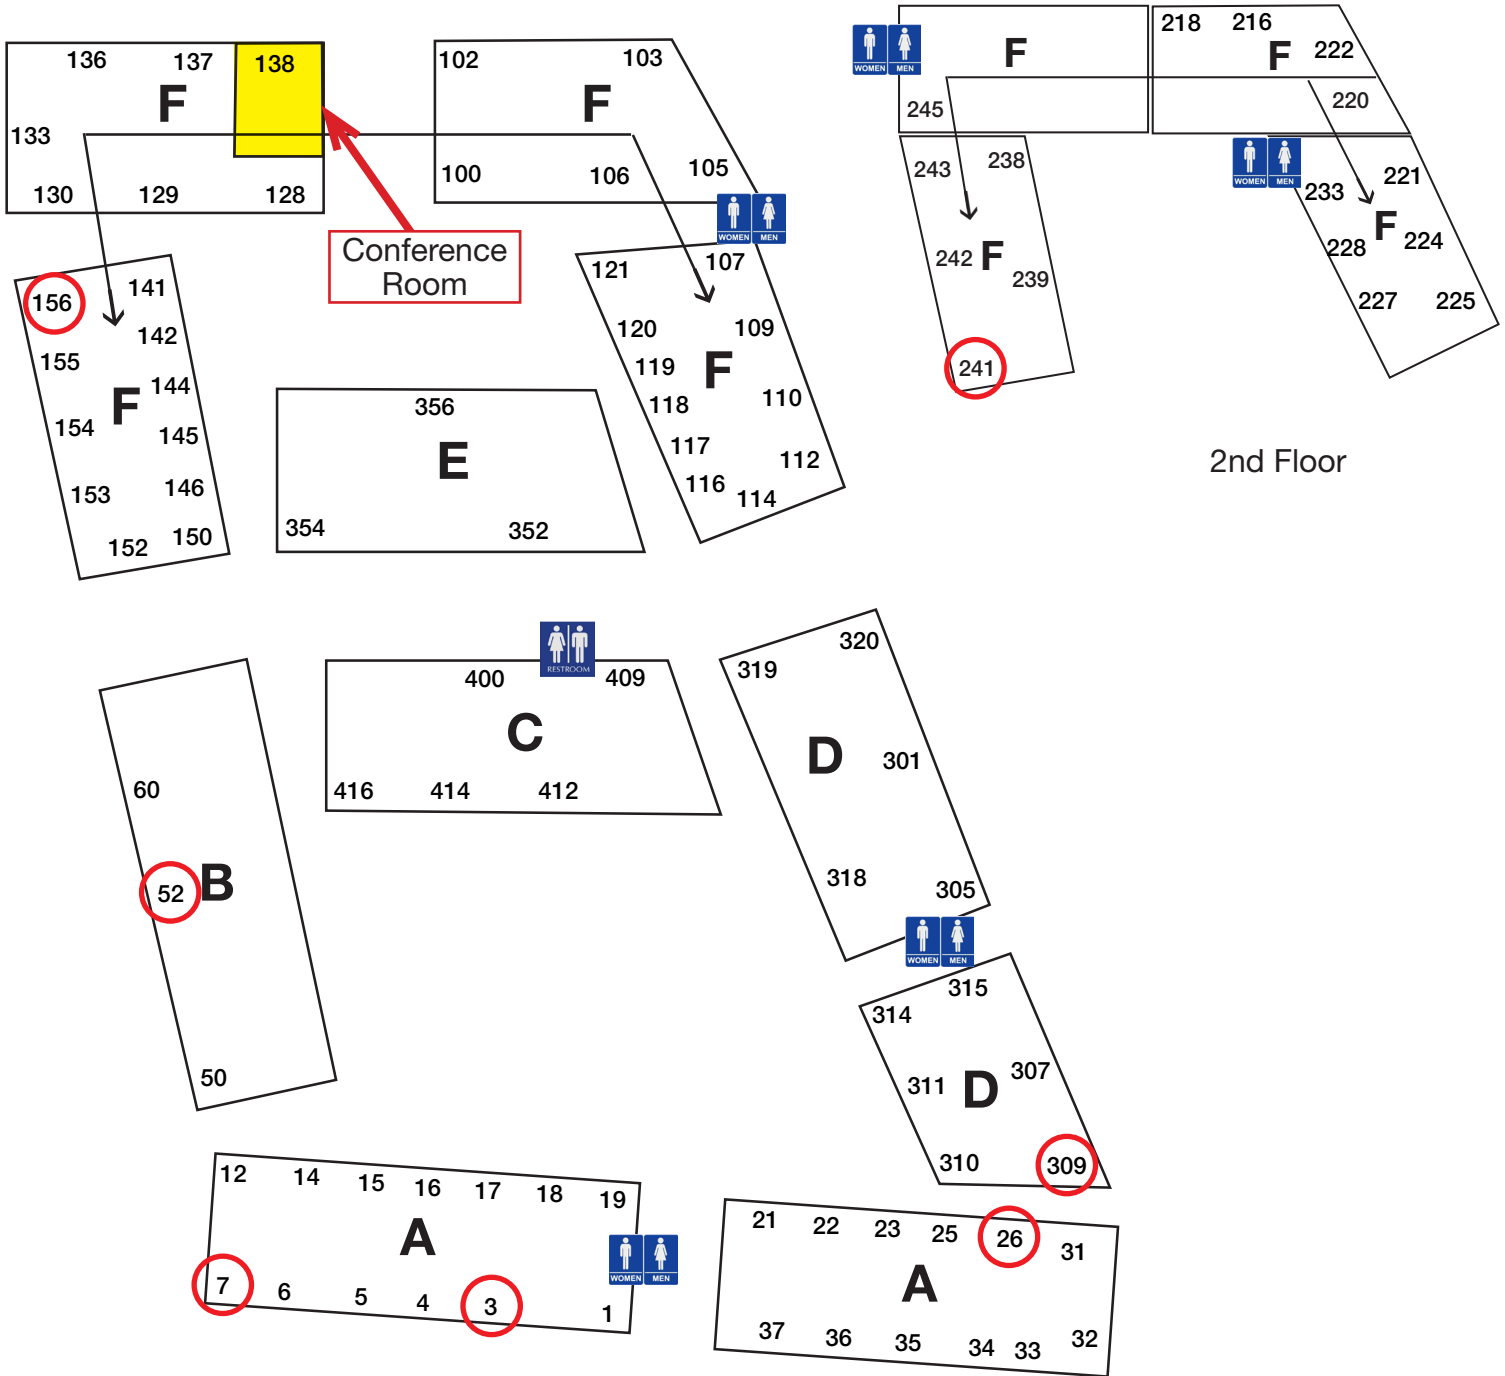 136 137 138
F
133
130 129 128
102 103
F
100 106 105
WOMEN MEN
Conference
Room
156 141
142
155
144
F
154 145
153 146
152 150
121 107
120 109
119 F
118 110
117
112
116
114
356
E
354 352
WOMEN MEN
F
245
218 216
F 222
220
243 238
242 F
239
241
WOMEN MEN
233 221
F
228 224
227 225
2nd Floor
RESTROOM
400 409
C
416 414 412
320
319
D 301
318 305
WOMEN MEN
315
314
311 D 307
310 309
60
52 B
50
12 14 15 16 17 18 19
A
7 6 5 4 3 1
WOMEN MEN
21 22 23 25 26 31
A
37 36 35 34 33 32